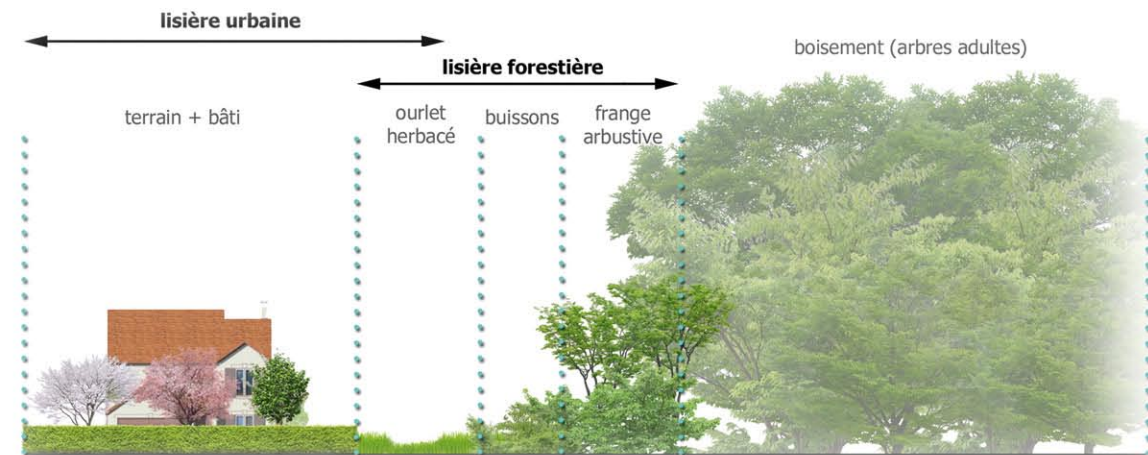 lisière urbaine
boisement (arbres adultes)
lisière forestière
terrain + bâti
ourlet
herbacé
buissons
frange
arbustive